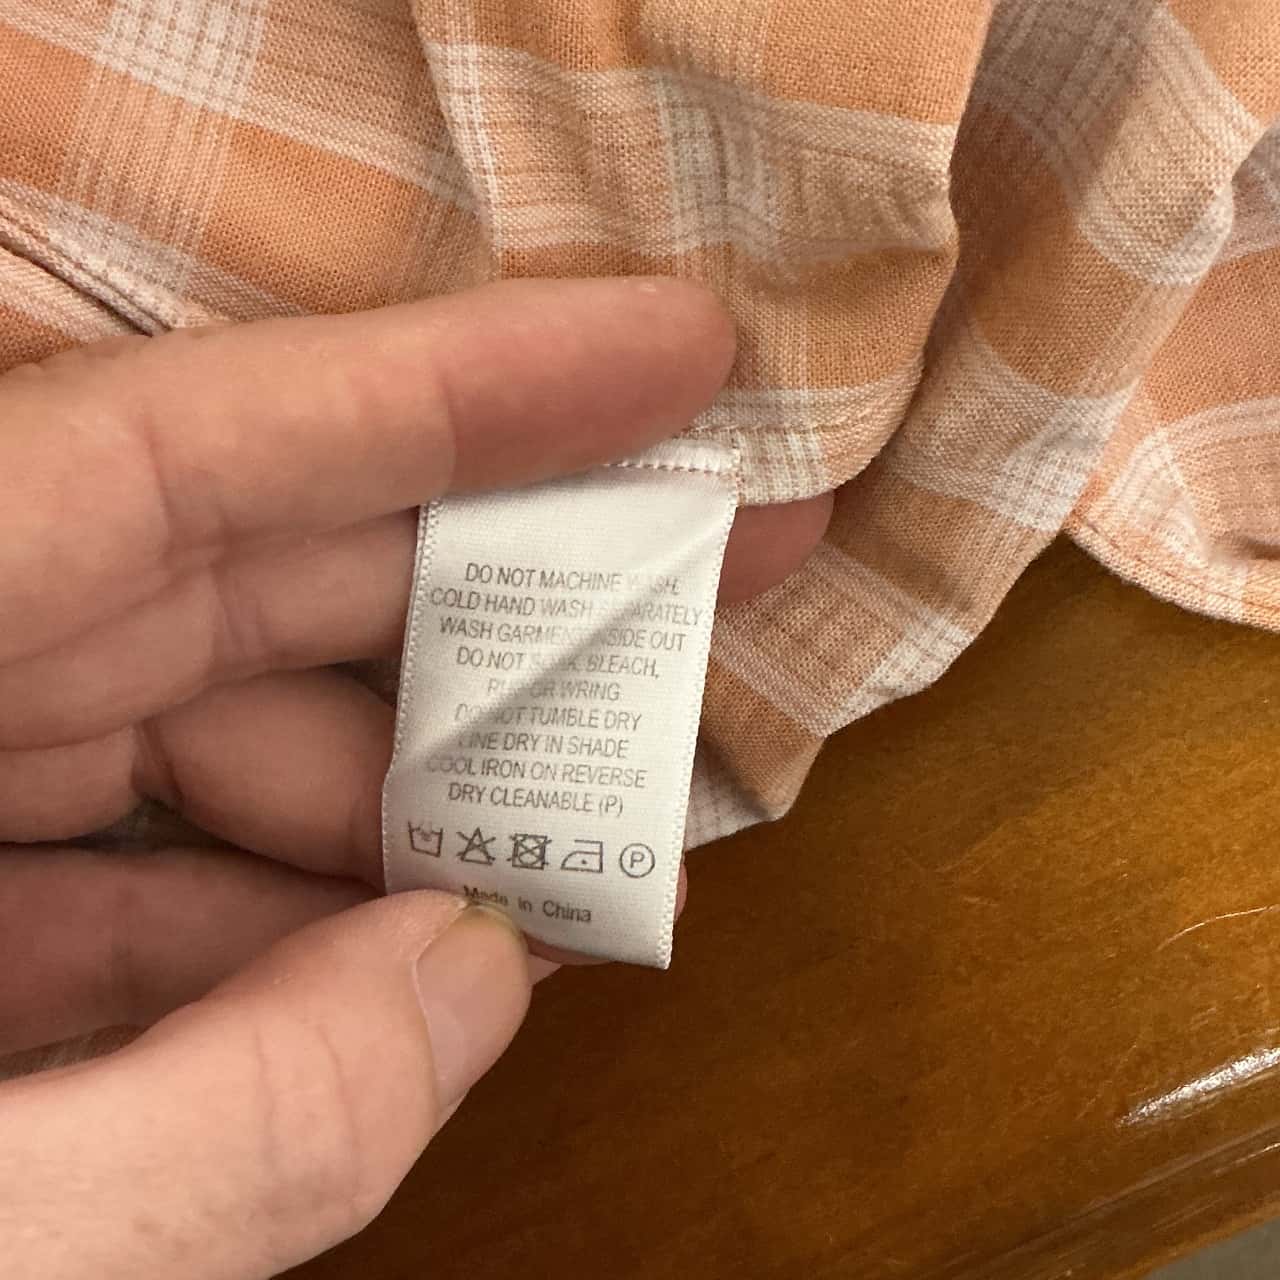 DO NOT MACHINE WASH,
COLD HAND WASH SEPARATELY
WASH GARMENT INSIDE OUT
DO NOT SOAK, BLEACH,
RUB OR WRING
DO NOT TUMBLE DRY
LINE DRY IN SHADE
COOL IRON ON REVERSE
DRY CLEANABLE (P)
P
Made in China